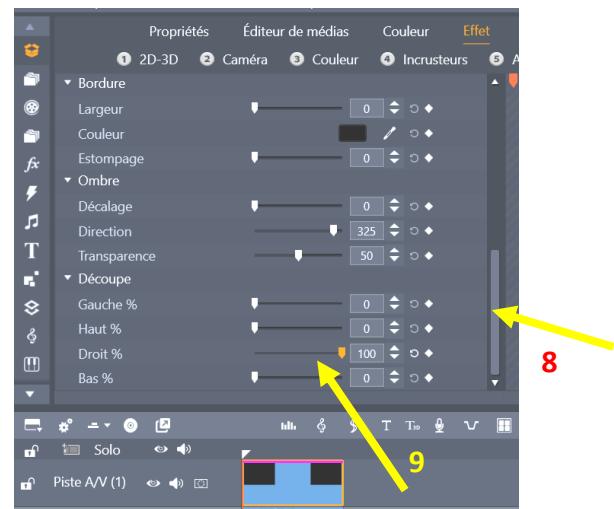 Propriétés Éditeur de médias Couleur Effet
1 2D-3D 2 Caméra 3 Couleur 4 Incrusteurs 5 A
Bordure
Largeur 0
Couleur
Estompage 0
Ombre
Décalage 0
Direction 325
Transparence 50
Découpe
Gauche % 0
Haut % 0
Droit % 100
Bas % 0
8
9
fx
T
T T3D
Solo
Piste A/V (1)